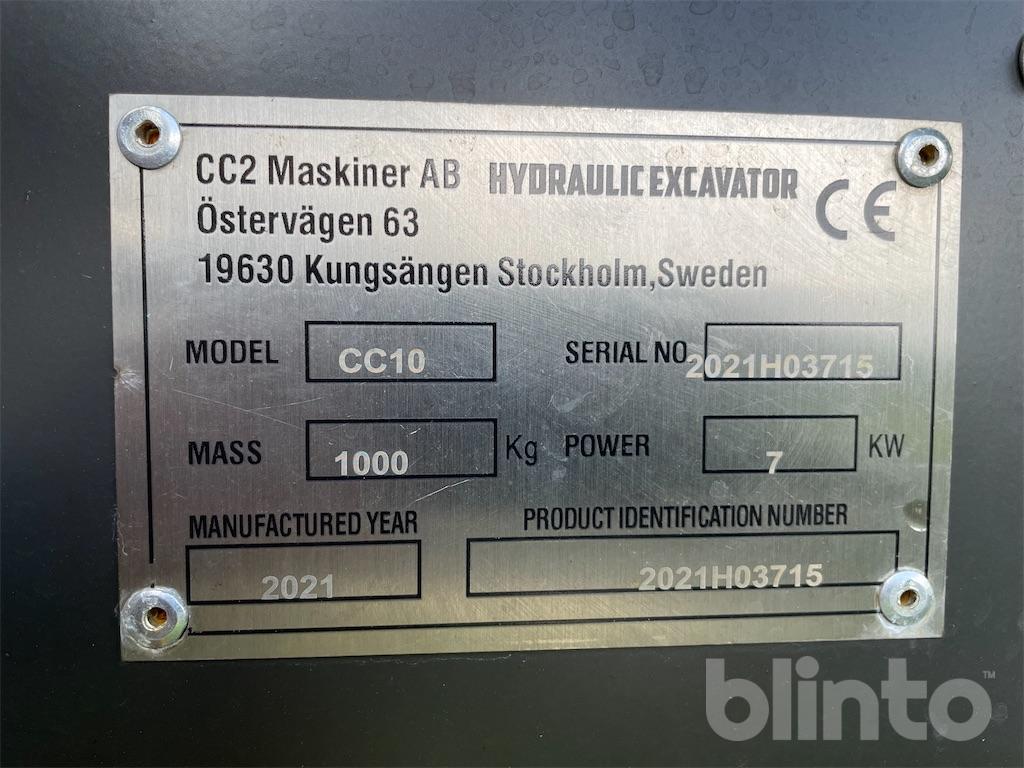 CC2 Maskiner AB HYDRAULIC EXCAVATOR
Östervägen 63 CE
19630 Kungsängen Stockholm,Sweden
MODEL CC10 SERIAL NO 2021H03715
MASS 1000 Kg POWER 7 KW
MANUFACTURED YEAR PRODUCT IDENTIFICATION NUMBER
2021 2021H03715
blinto™